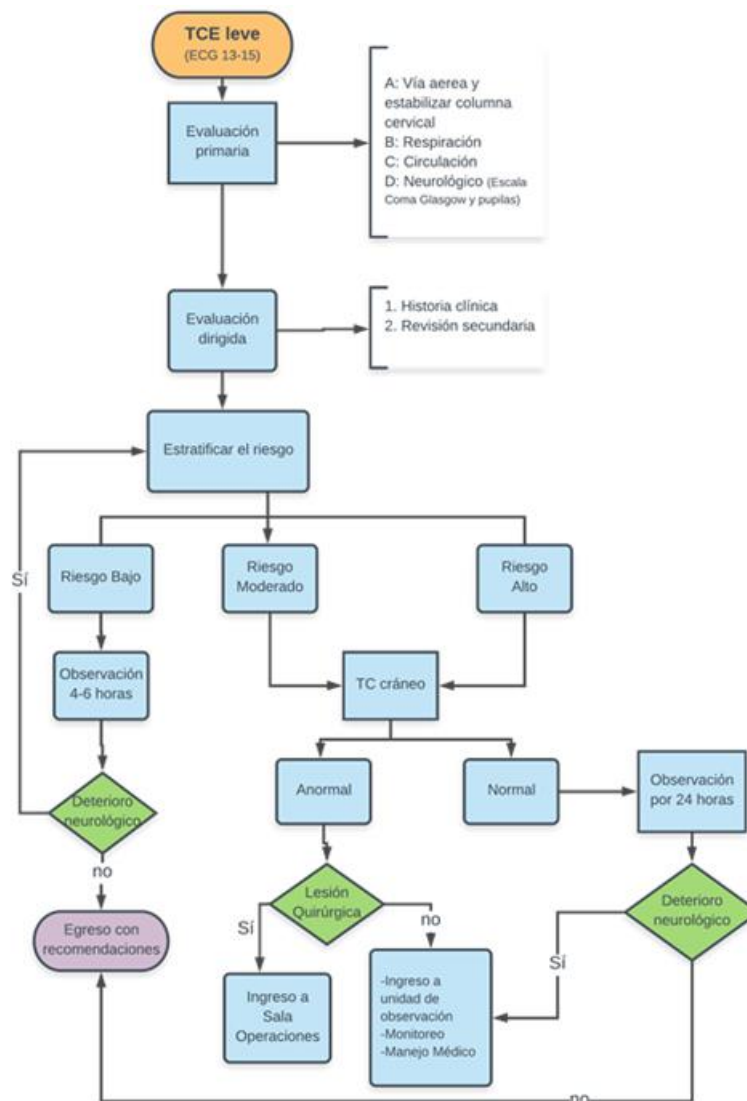 TCE leve
(ECG 13-15)
Evaluación
primaria
A: Vía aerea y
estabilizar columna
cervical
B: Respiración
C: Circulación
D: Neurológico (Escala
Coma Glasgow y pupilas)
Evaluación
dirigida
1. Historia clínica
2. Revisión secundaria
Estratificar el riesgo
Sí
Riesgo Bajo
Riesgo
Moderado
Riesgo
Alto
Observación
4-6 horas
TC cráneo
Deterioro
neurológico
no
Anormal
Normal
Observación
por 24 horas
Lesión
Quirúrgica
Sí
no
Deterioro
neurológico
Sí
Egreso con
recomendaciones
Ingreso a
Sala
Operaciones
-Ingreso a
unidad de
observación
-Monitoreo
-Manejo Médico
no